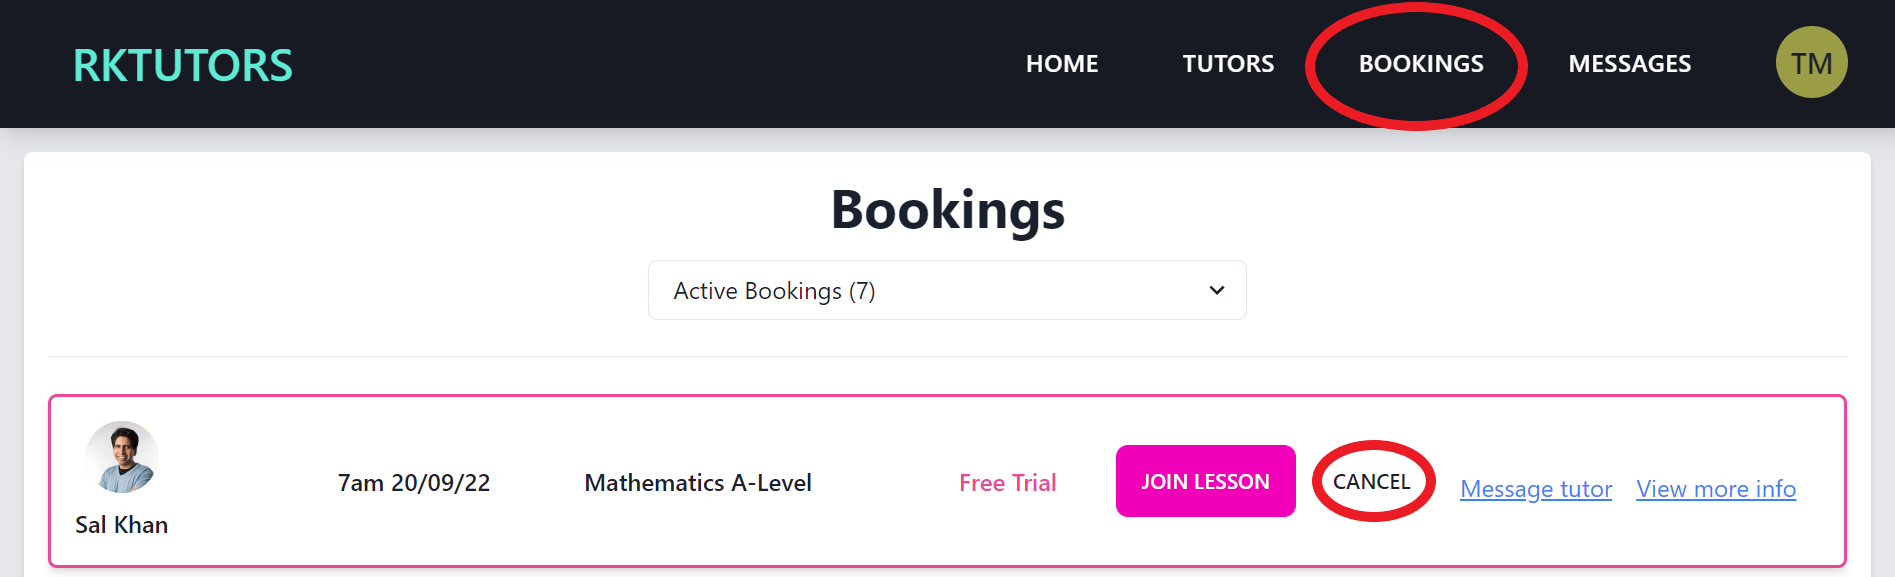 RKTUTORS HOME TUTORS BOOKINGS MESSAGES TM
Bookings
Active Bookings (7)
7am 20/09/22 Mathematics A-Level Free Trial JOIN LESSON CANCEL Message tutor View more info
Sal Khan